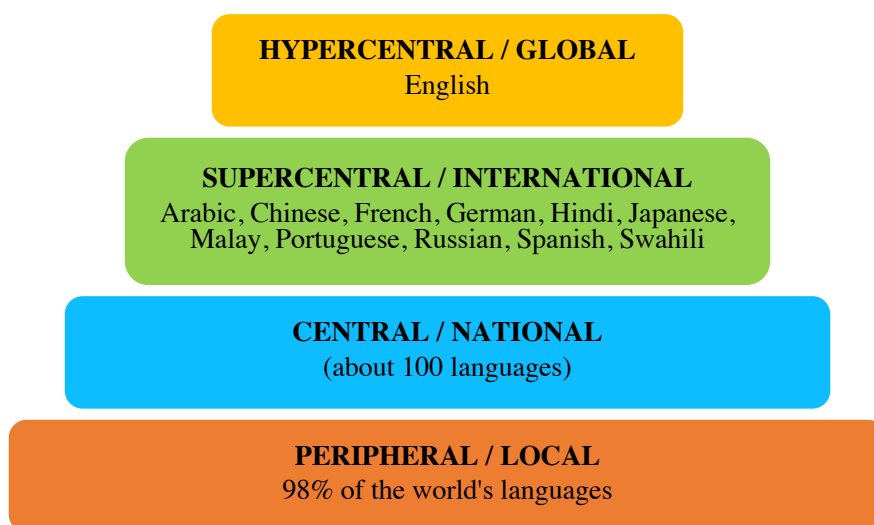 HYPERCENTRAL / GLOBAL
English
SUPERCENTRAL / INTERNATIONAL
Arabic, Chinese, French, German, Hindi, Japanese,
Malay, Portuguese, Russian, Spanish, Swahili
CENTRAL / NATIONAL
(about 100 languages)
PERIPHERAL / LOCAL
98% of the world's languages